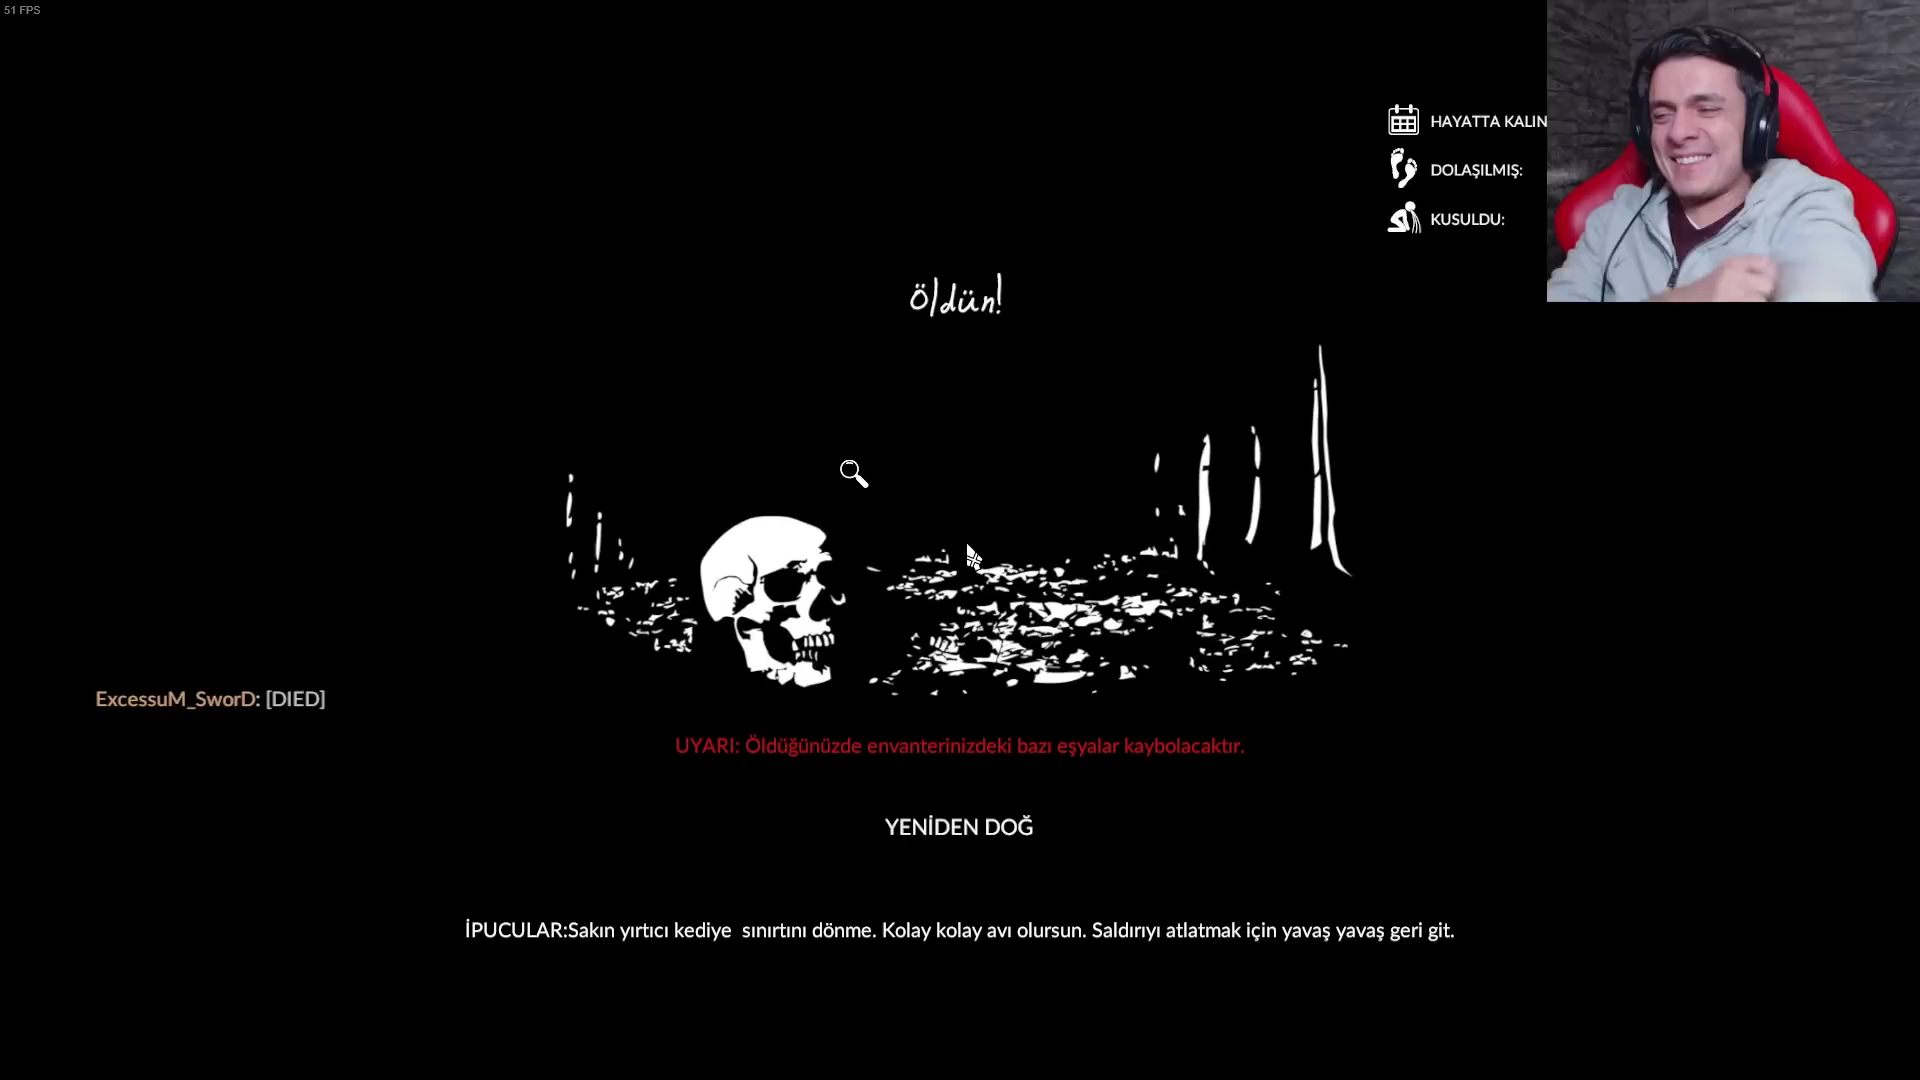 51 FPS
HAYATTA KALIN
DOLAŞILMIŞ:
KUSULDU:
Öldün!
ExcessuM_SworD: [DIED]
UYARI: Öldüğünüzde envanterinizdeki bazı eşyalar kaybolacaktır.
YENİDEN DOĞ
İPUCULAR:Sakın yırtıcı kediye sınırtını dönme. Kolay kolay avı olursun. Saldırıyı atlatmak için yavaş yavaş geri git.